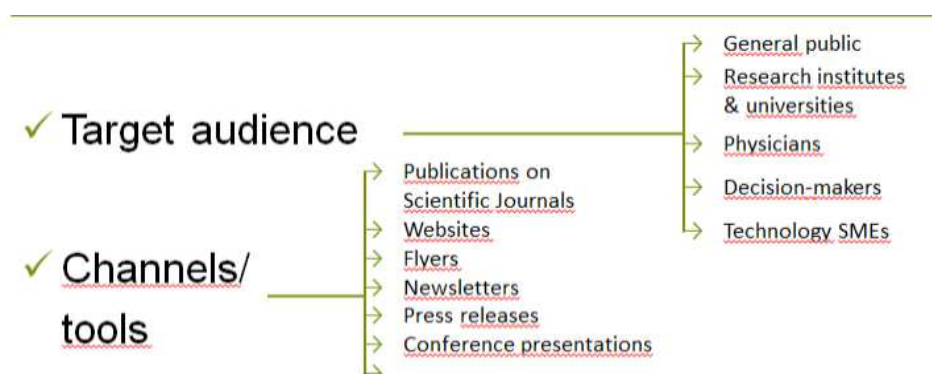 Target audience
General public
Research institutes
& universities
Physicians
Decision-makers
Technology SMEs
Channels/
tools
Publications on
Scientific Journals
Websites
Flyers
Newsletters
Press releases
Conference presentations